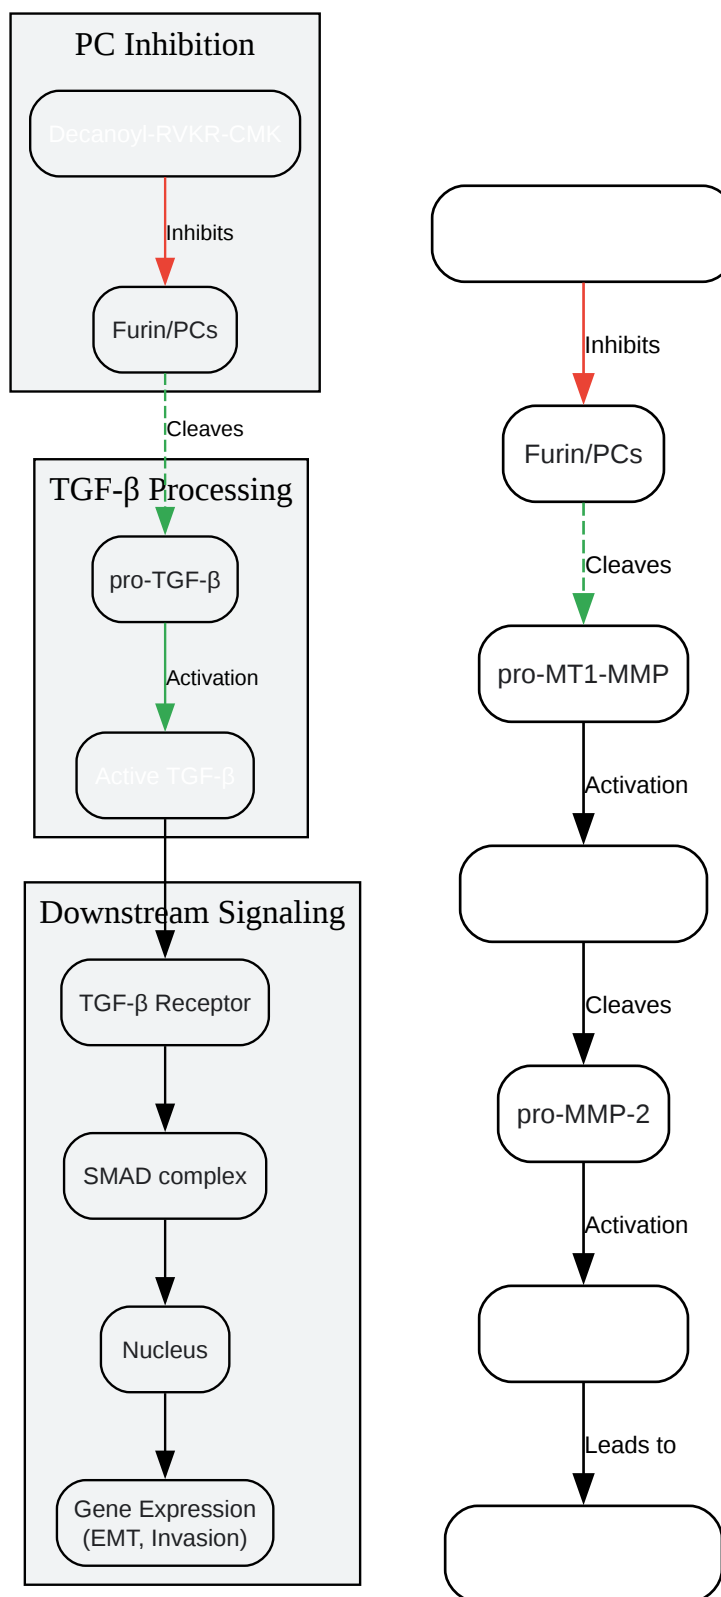 PC Inhibition
Decanoyl-RVKR-CMK
Inhibits
Furin/PCs
Cleaves
TGF-β Processing
pro-TGF-β
Activation
Active TGF-β
Downstream Signaling
TGF-β Receptor
SMAD complex
Nucleus
Gene Expression
(EMT, Invasion)
Inhibits
Furin/PCs
Cleaves
pro-MT1-MMP
Activation
Cleaves
pro-MMP-2
Activation
Leads to